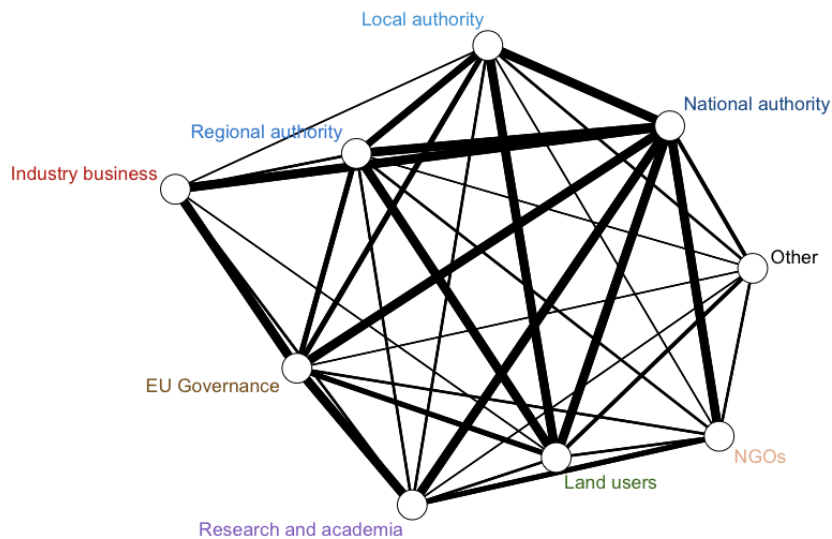 Local authority
National authority
Regional authority
Industry business
Other
EU Governance
NGOs
Land users
Research and academia